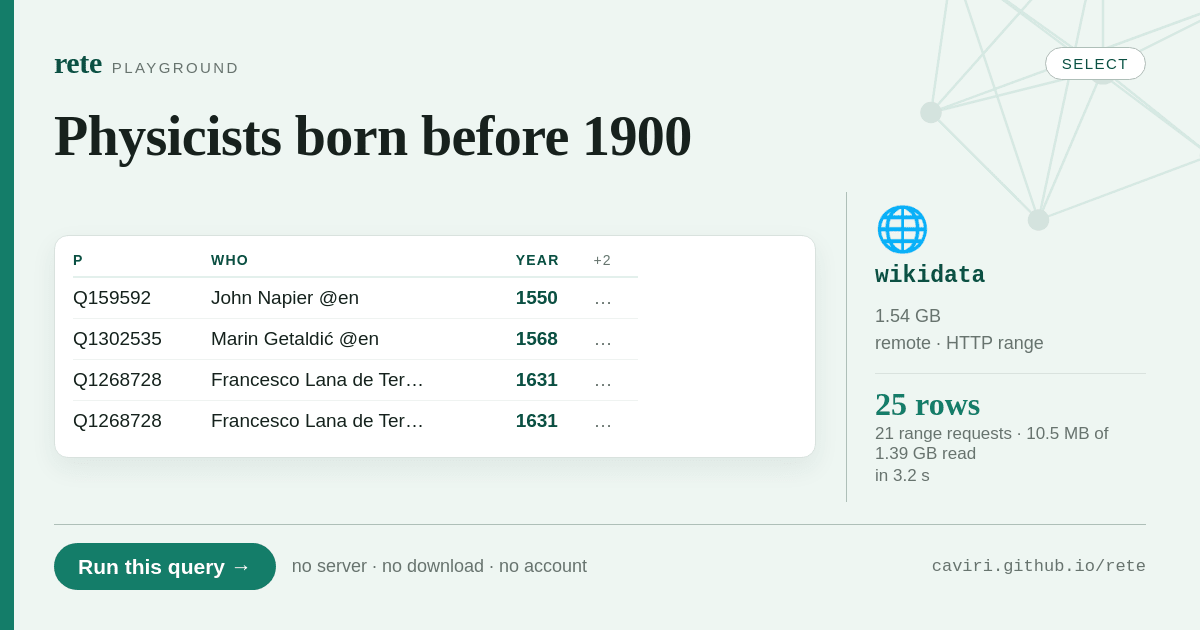 rete PLAYGROUND
SELECT
Physicists born before 1900
P WHO YEAR +2
Q159592 John Napier @en 1550 …
Q1302535 Marin Getaldić @en 1568 …
Q1268728 Francesco Lana de Ter… 1631 …
Q1268728 Francesco Lana de Ter… 1631 …
wikidata
1.54 GB
remote · HTTP range
25 rows
21 range requests · 10.5 MB of
1.39 GB read
in 3.2 s
Run this query →
no server · no download · no account
caviri.github.io/rete